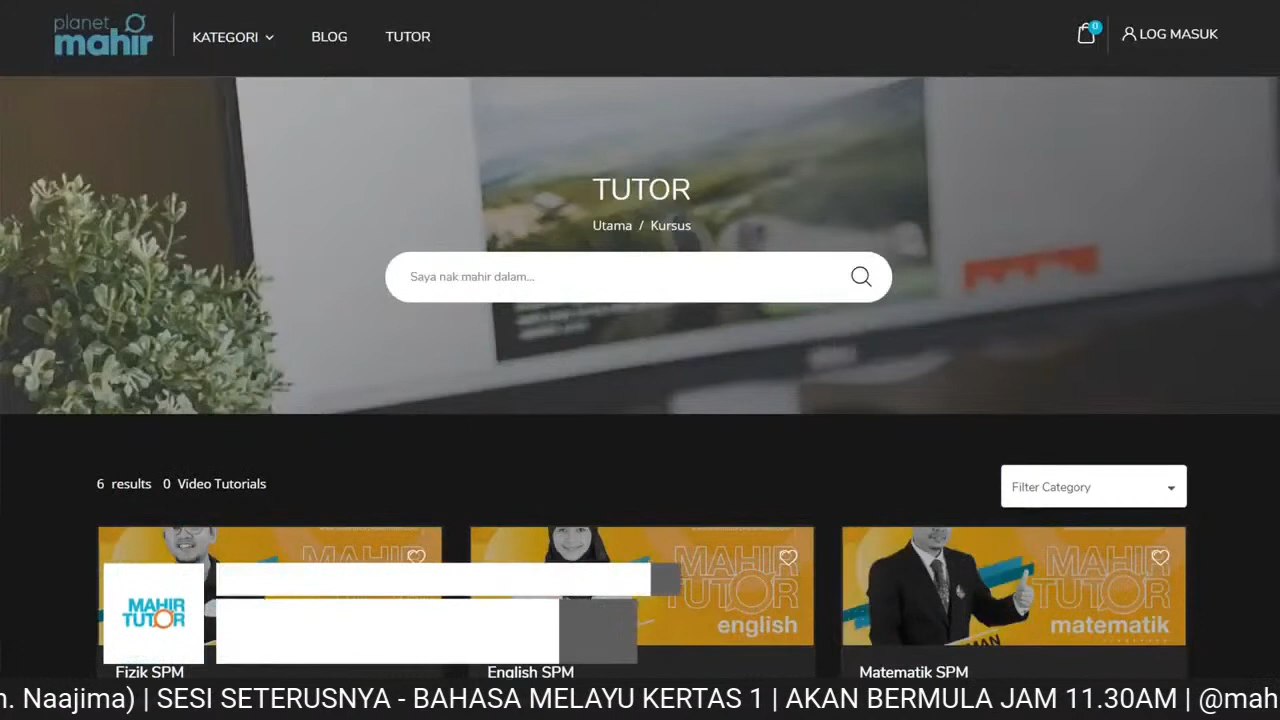 planet
mahir
KATEGORI
BLOG
TUTOR
0
LOG MASUK
TUTOR
Utama / Kursus
Saya nak mahir dalam...
6 results 0 Video Tutorials
Filter Category
MAHIR
MAHIR
TUTOR
english
MAHIR
TUTOR
matematik
MAHIR
TUTOR
Fizik SPM
English SPM
Matematik SPM
Naajima) | SESI SETERUSNYA - BAHASA MELAYU KERTAS 1 | AKAN BERMULA JAM 11.30AM | @mah